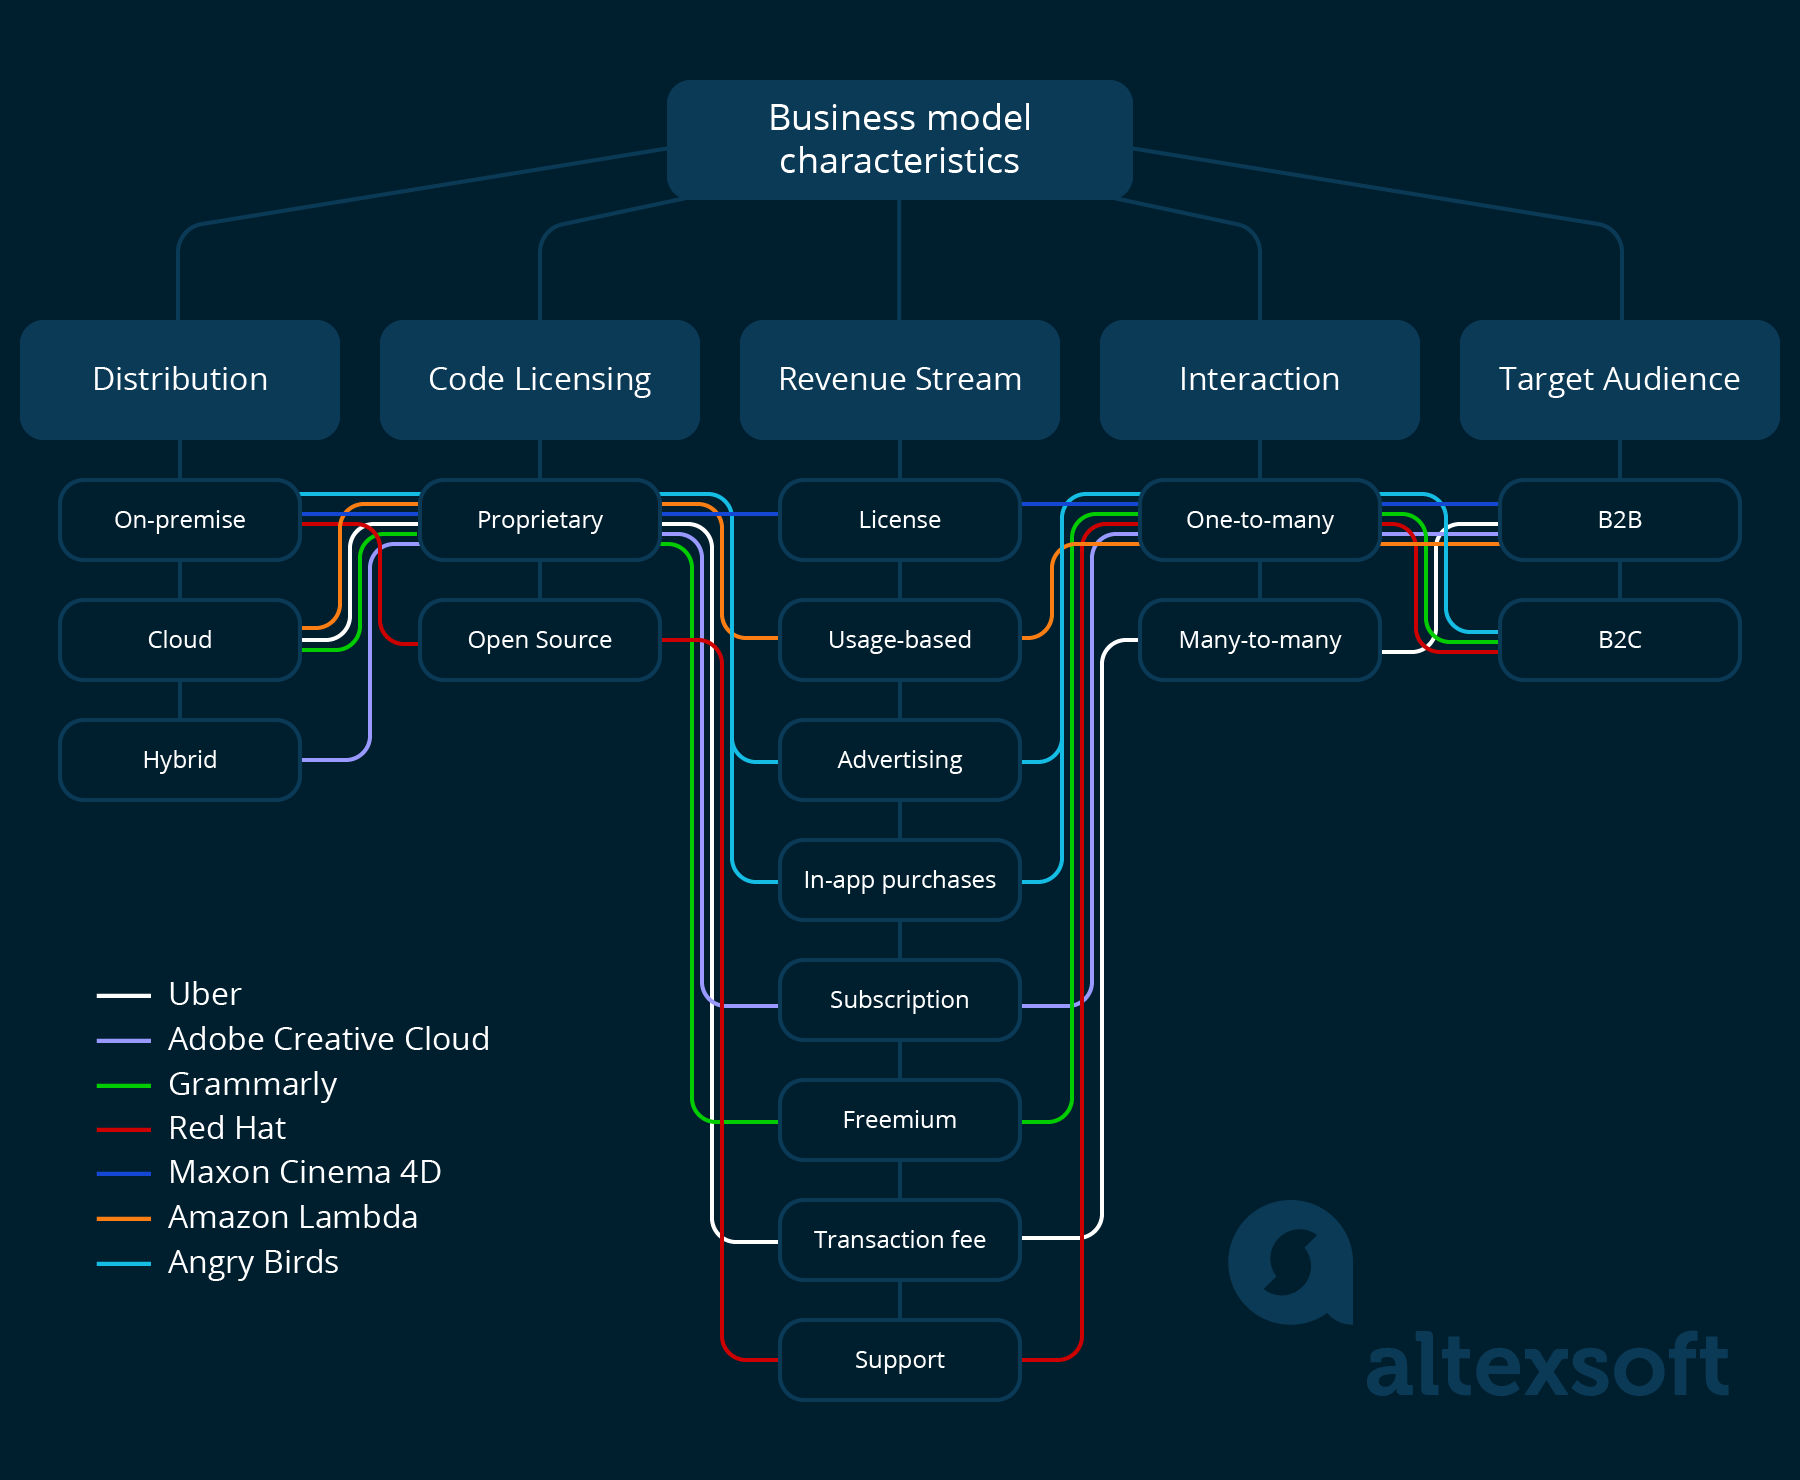 Business model
characteristics
Distribution
Code Licensing
Revenue Stream
Interaction
Target Audience
On-premise
Proprietary
License
One-to-many
B2B
Cloud
Open Source
Usage-based
Many-to-many
B2C
Hybrid
Advertising
In-app purchases
Subscription
Freemium
Transaction fee
Support
Uber
Adobe Creative Cloud
Grammarly
Red Hat
Maxon Cinema 4D
Amazon Lambda
Angry Birds
altexsoft